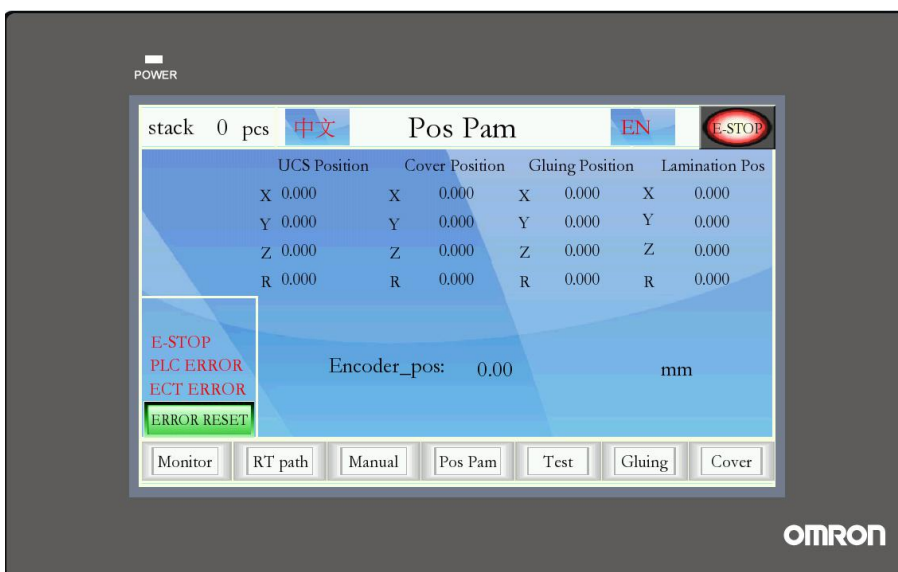 POWER
stack 0 pcs 中文 Pos Pam EN E-STOP
UCS Position Cover Position Gluing Position Lamination Pos
X 0.000 X 0.000 X 0.000 X 0.000
Y 0.000 Y 0.000 Y 0.000 Y 0.000
Z 0.000 Z 0.000 Z 0.000 Z 0.000
R 0.000 R 0.000 R 0.000 R 0.000
E-STOP
PLC ERROR
ECT ERROR
ERROR RESET
Encoder_pos: 0.00 mm
Monitor RT path Manual Pos Pam Test Gluing Cover
OMRON